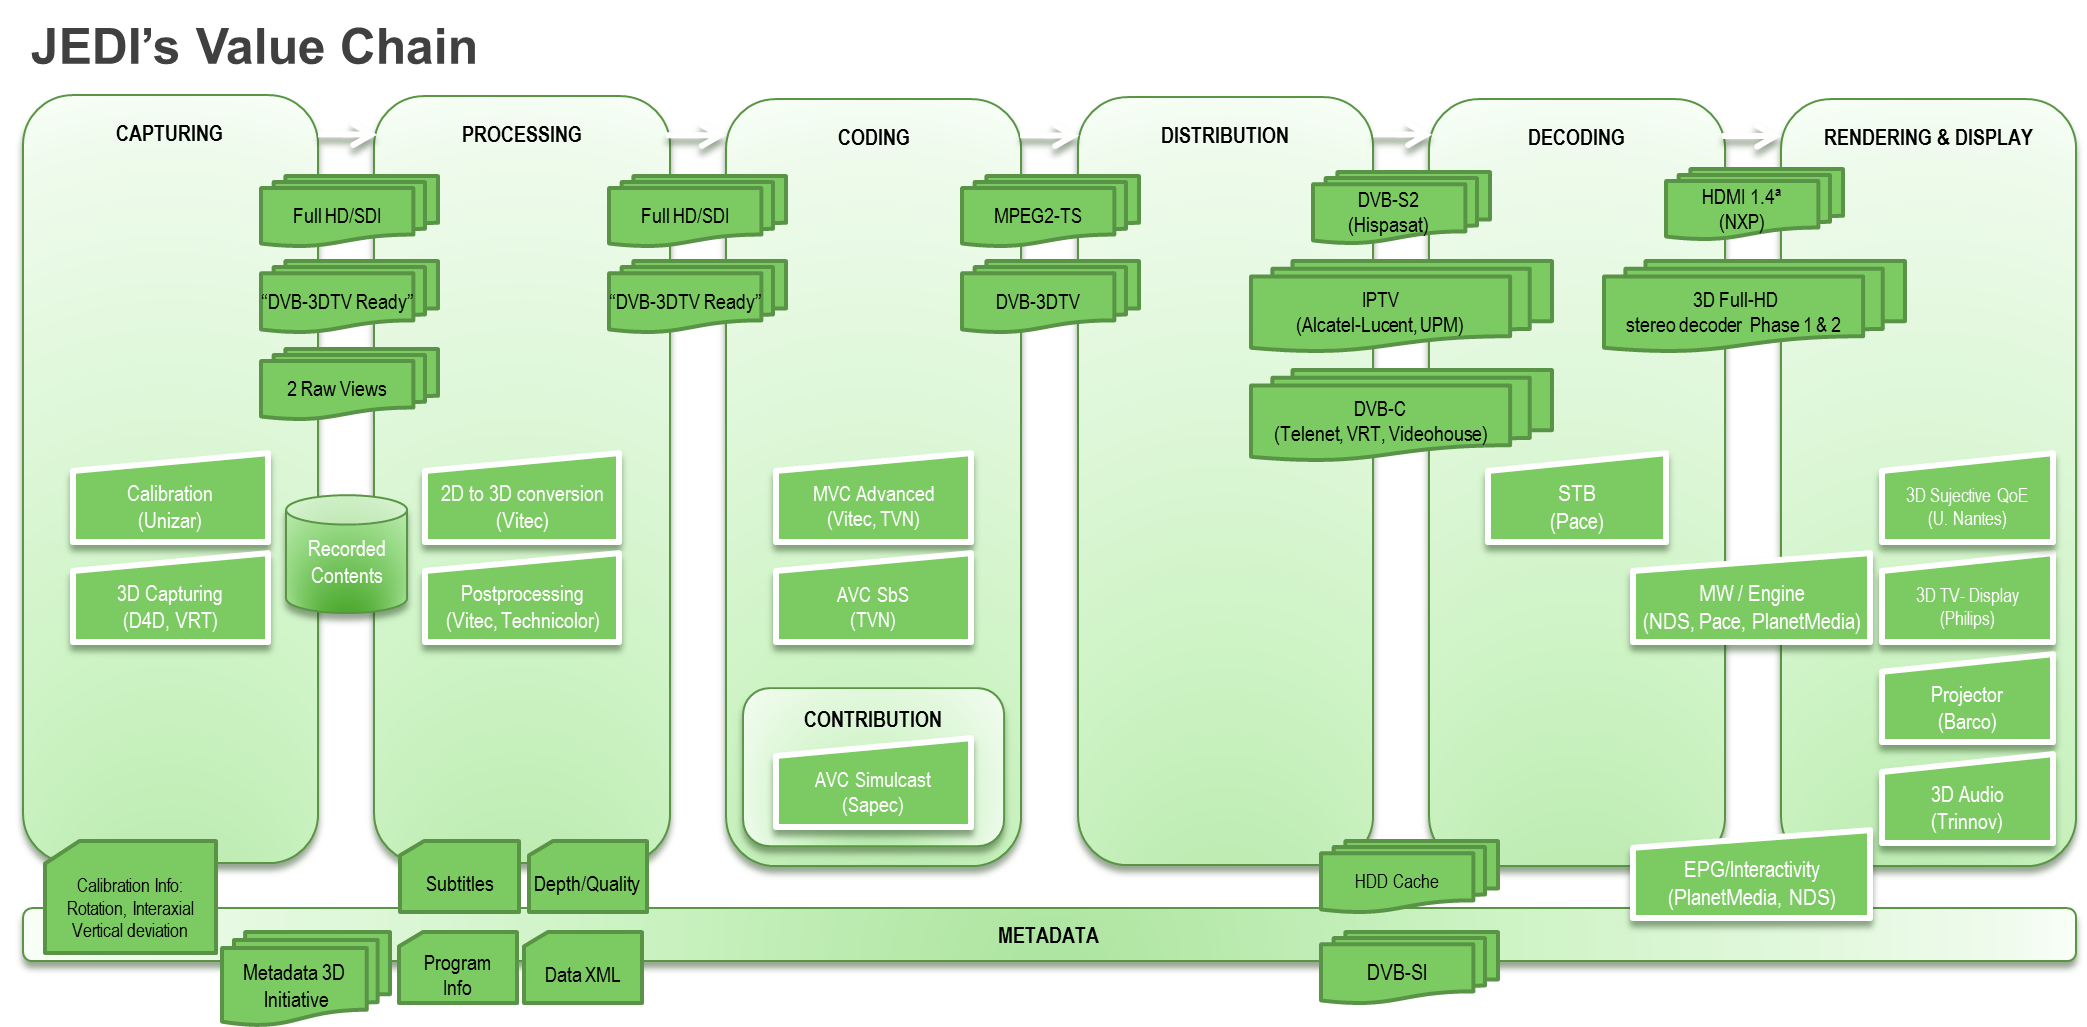 JEDI’s Value Chain
CAPTURING
PROCESSING
CODING
DISTRIBUTION
DECODING
RENDERING & DISPLAY
Full HD/SDI
“DVB-3DTV Ready”
2 Raw Views
Full HD/SDI
“DVB-3DTV Ready”
MPEG2-TS
DVB-3DTV
DVB-S2
(Hispasat)
IPTV
(Alcatel-Lucent, UPM)
DVB-C
(Telenet, VRT, Videohouse)
HDMI 1.4ª
(NXP)
3D Full-HD
stereo decoder Phase 1 & 2
Calibration
(Unizar)
3D Capturing
(D4D, VRT)
Recorded
Contents
2D to 3D conversion
(Vitec)
Postprocessing
(Vitec, Technicolor)
MVC Advanced
(Vitec, TVN)
AVC SbS
(TVN)
CONTRIBUTION
AVC Simulcast
(Sapec)
STB
(Pace)
MW / Engine
(NDS, Pace, PlanetMedia)
3D Sujective QoE
(U. Nantes)
3D TV- Display
(Philips)
Projector
(Barco)
3D Audio
(Trinnov)
EPG/Interactivity
(PlanetMedia, NDS)
Calibration Info:
Rotation, Interaxial
Vertical deviation
Subtitles
Depth/Quality
HDD Cache
METADATA
Metadata 3D
Initiative
Program
Info
Data XML
DVB-SI